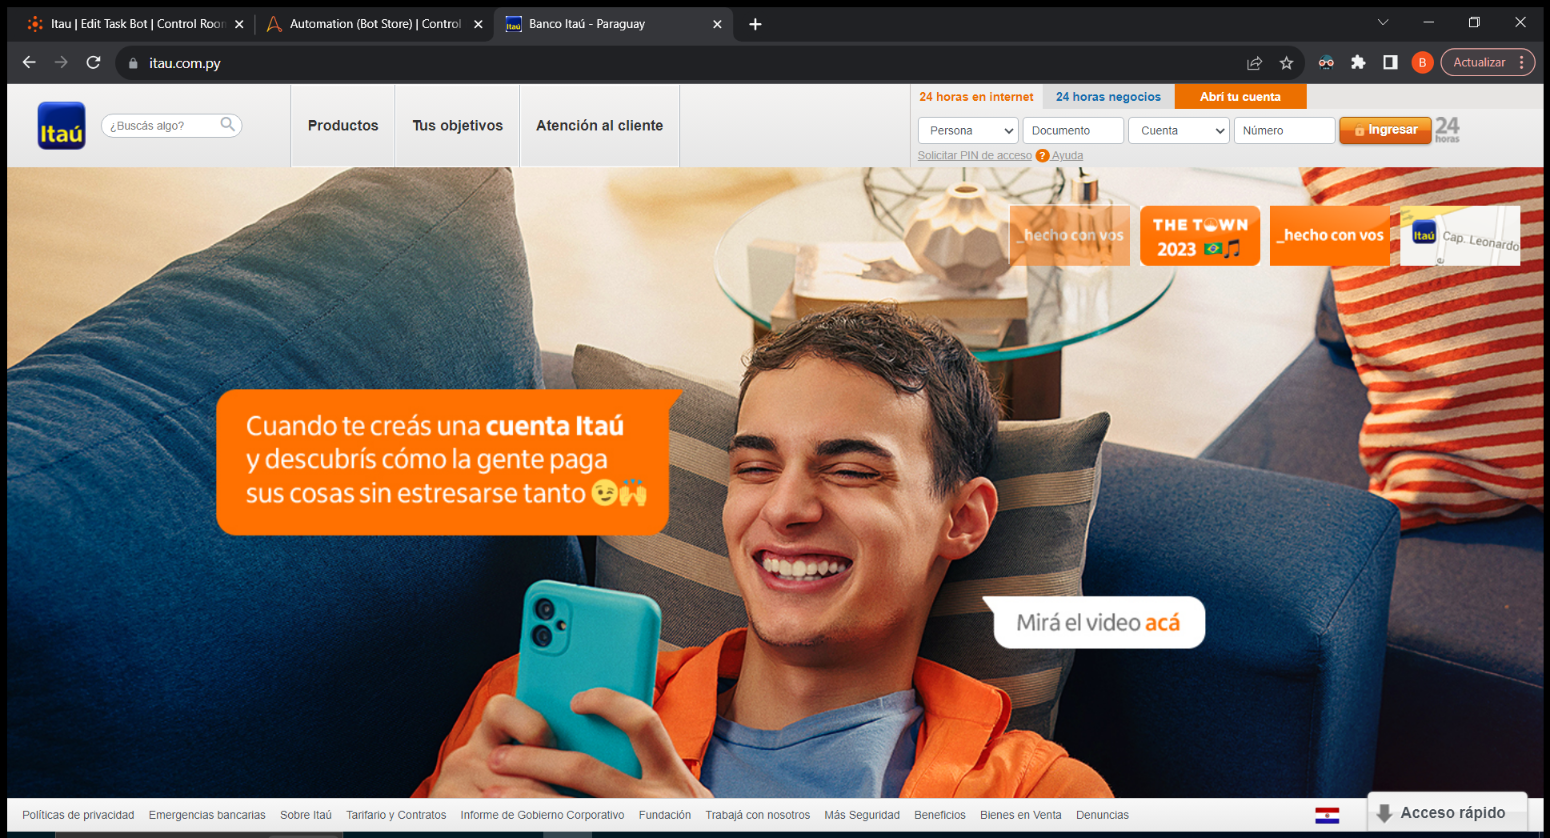 Itau | Edit Task Bot | Control Roon
Automation (Bot Store) | Control
Banco Itaú - Paraguay
itau.com.py
B
Actualizar
Itaú
¿Buscás algo?
Productos
Tus objetivos
Atención al cliente
24 horas en internet
24 horas negocios
Abri tu cuenta
Persona
Documento
Cuenta
Número
Ingresar
24
horas
Solicitar PIN de acceso
? Ayuda
_hecho con vos
THE TOWN
2023 🇧🇷🎵
_hecho con vos
Itaú
Cap. Leonardo
e
Cuando te creás una cuenta Itaú
y descubrís cómo la gente paga
sus cosas sin estresarse tanto 😉🙌
Mirá el video acá
Políticas de privacidad
Emergencias bancarias
Sobre Itaú
Tarifario y Contratos
Informe de Gobierno Corporativo
Fundación
Trabajá con nosotros
Más Seguridad
Beneficios
Bienes en Venta
Denuncias
Acceso rápido